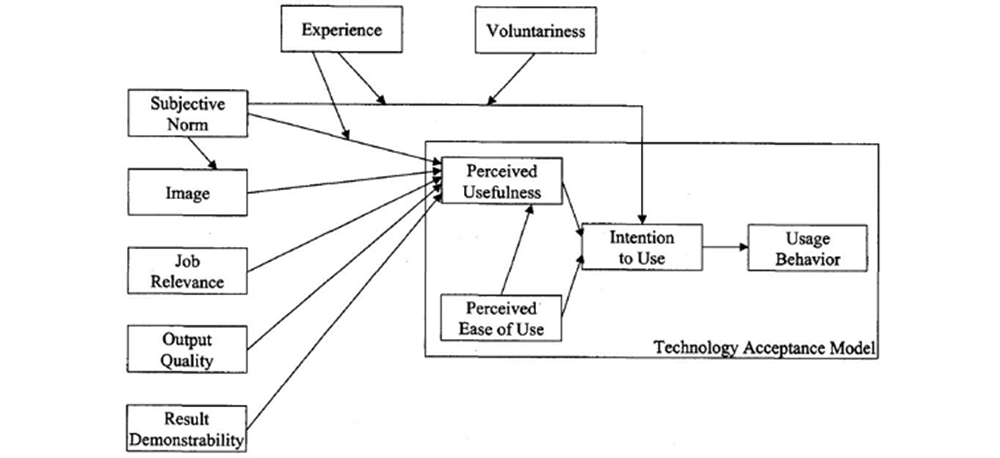 Experience
Voluntariness
Subjective
Norm
Image
Job
Relevance
Output
Quality
Result
Demonstrability
Perceived
Usefulness
Perceived
Ease of Use
Intention
to Use
Usage
Behavior
Technology Acceptance Model